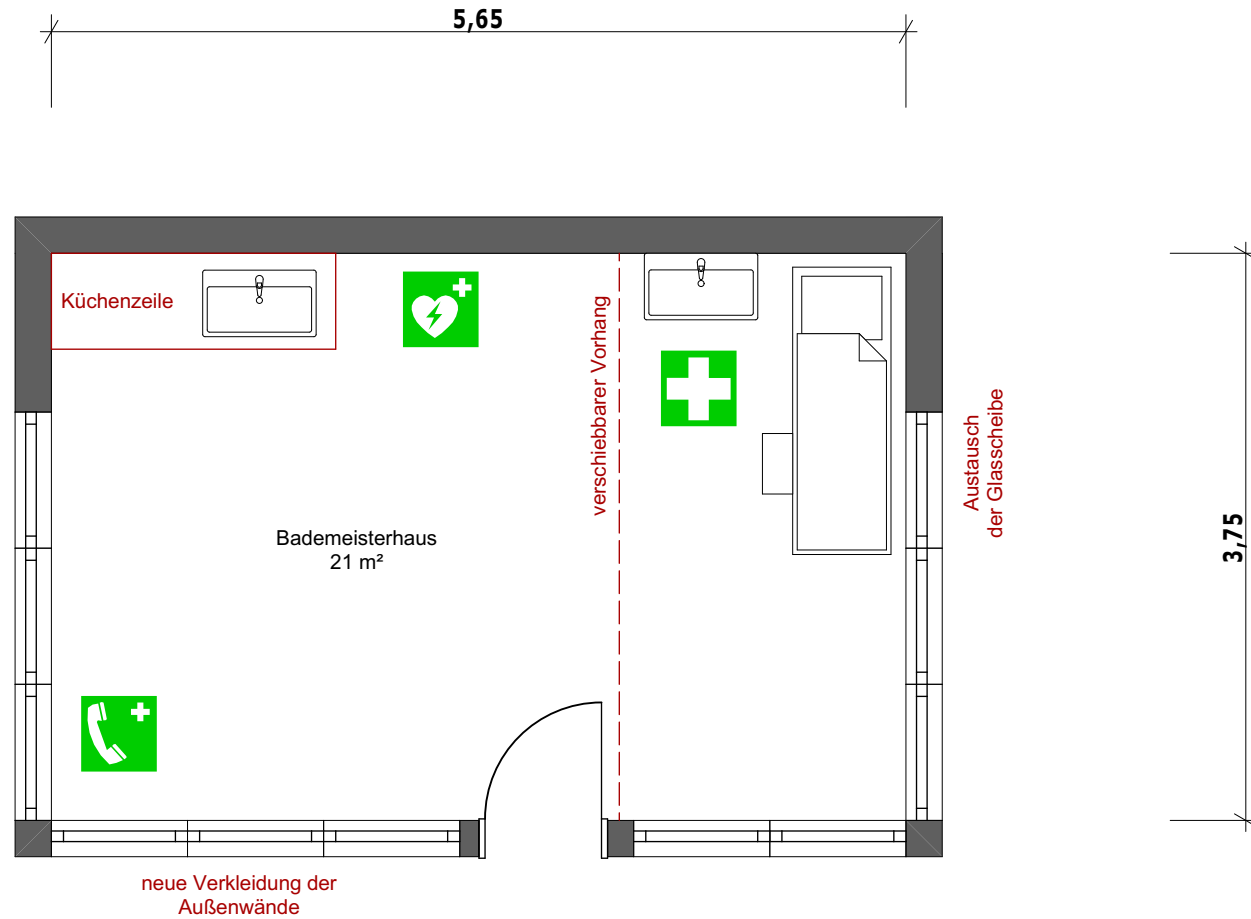 5,65
Küchenzeile
verschiebbarer Vorhang
Austausch
der Glasscheibe
3,75
Bademeisterhaus
21 m²
neue Verkleidung der
Außenwände